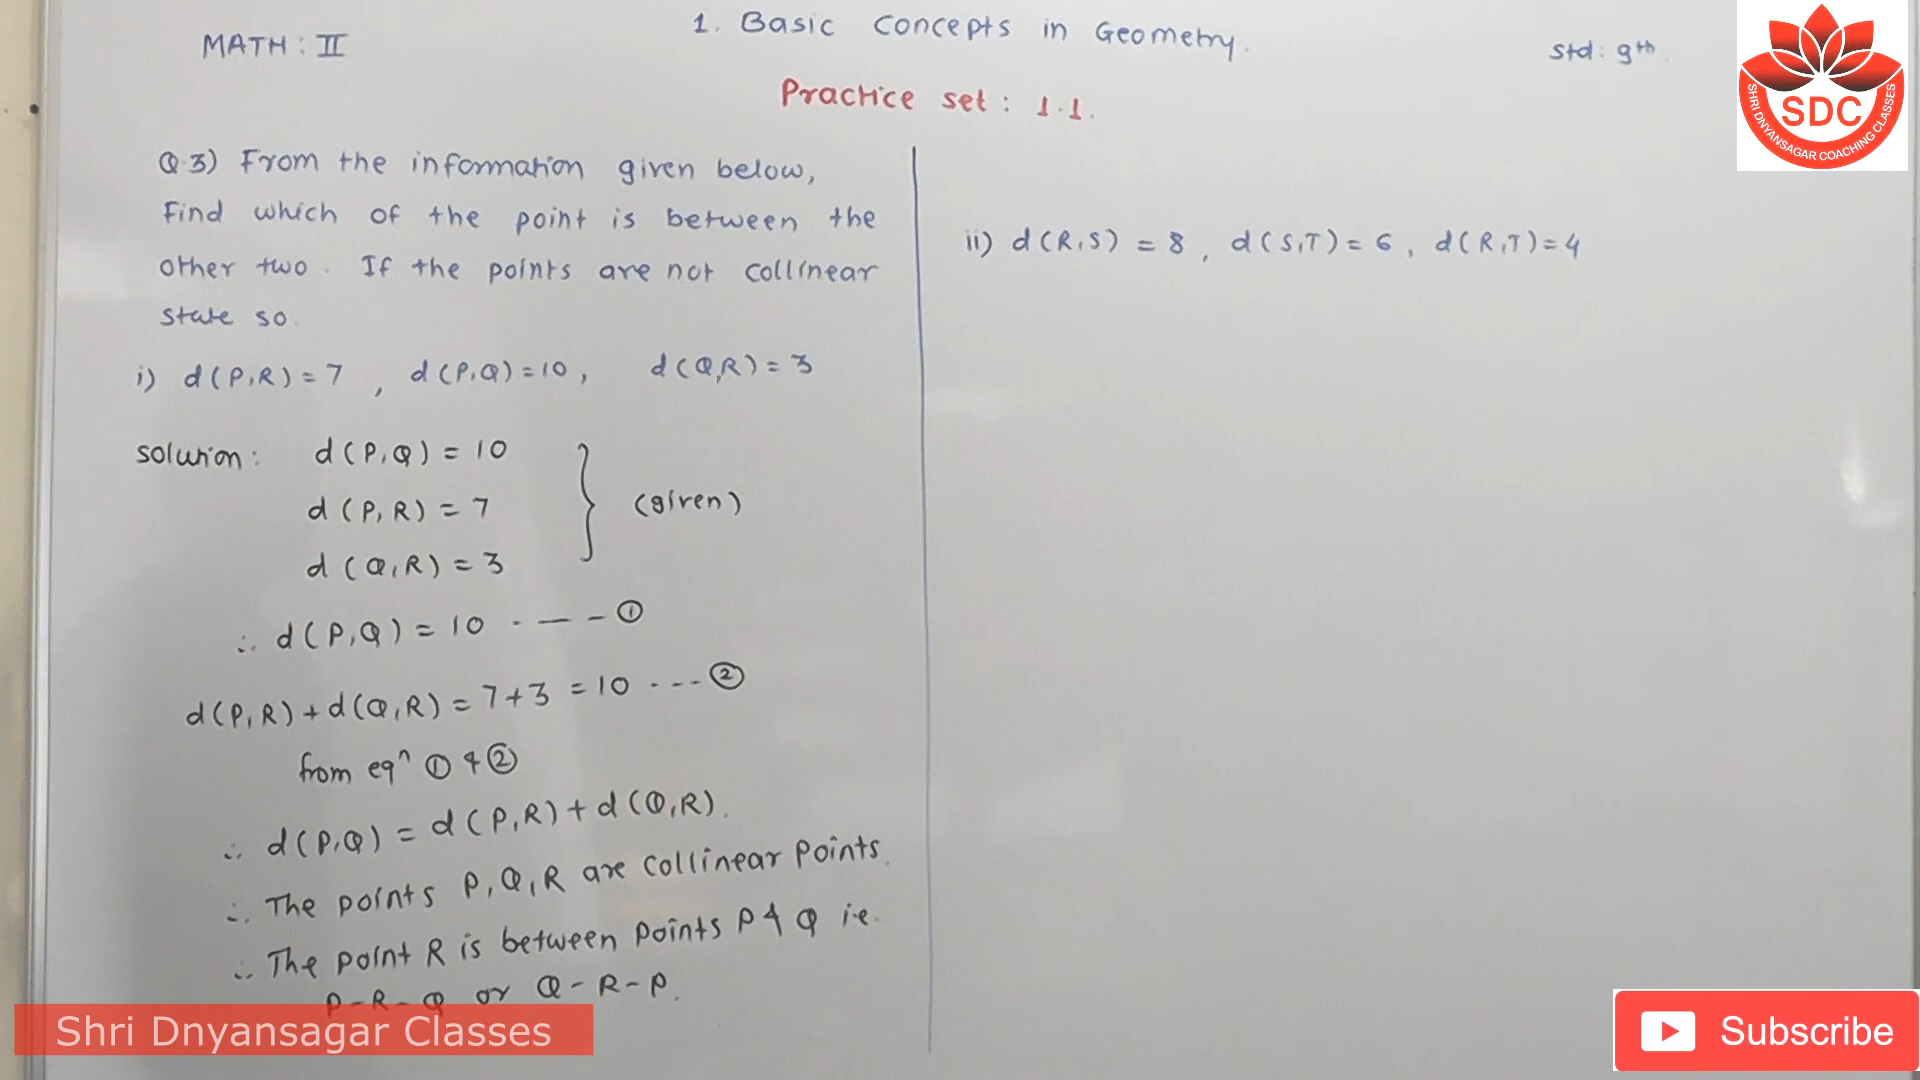 MATH : II
1. Basic Concepts in Geometry.
Std : 9th.
Practice set : 1.1.
SDC
SHRI DNYANSAGAR COACHING CLASSES
Q.3) From the information given below,
Find which of the point is between the
other two. If the points are not collinear
state so.
i) d(P,R) = 7 , d(P,Q) = 10 , d(Q,R) = 3
solution: d(P,Q) = 10
d(P,R) = 7
d(Q,R) = 3
} (given)
∴ d(P,Q) = 10 - — - ①
d(P,R) + d(Q,R) = 7+3 = 10 ---- ②
from eqⁿ ① & ②
∴ d(P,Q) = d(P,R) + d(Q,R).
∴ The points P, Q, R are collinear points.
∴ The point R is between points P & Q i.e.
P-R-Q or Q-R-P.
ii) d(R,S) = 8 , d(S,T) = 6 , d(R,T) = 4
Shri Dnyansagar Classes
Subscribe